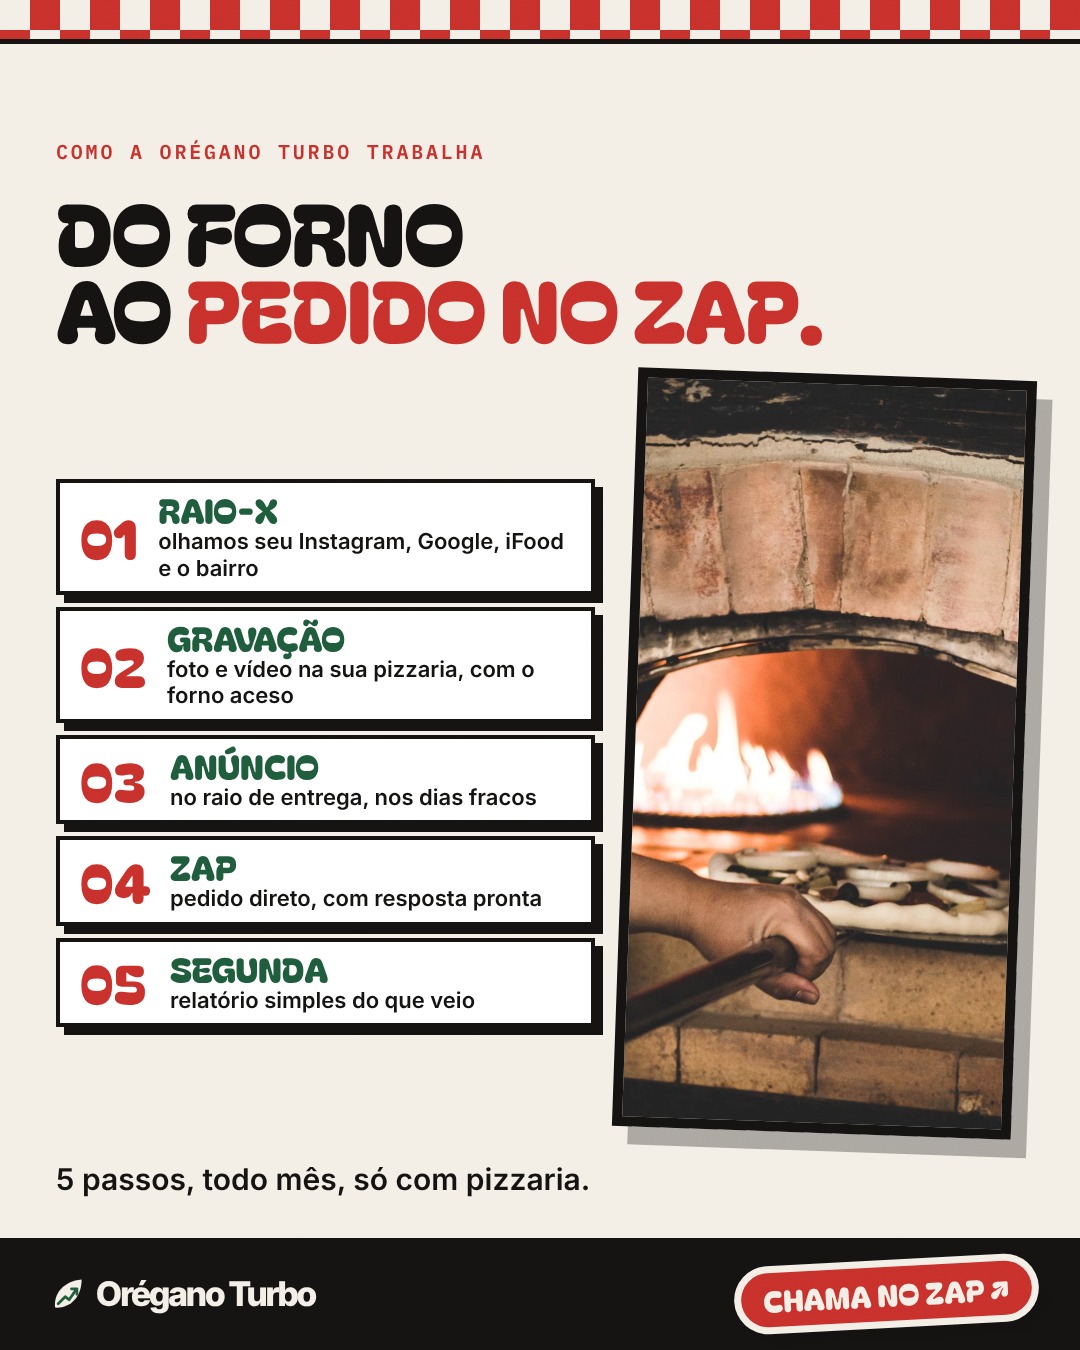 COMO A ORÉGANO TURBO TRABALHA
DO FORNO
AO PEDIDO NO ZAP.
01
RAIO-X
olhamos seu Instagram, Google, iFood
e o bairro
02
GRAVAÇÃO
foto e vídeo na sua pizzaria, com o
forno aceso
03
ANÚNCIO
no raio de entrega, nos dias fracos
04
ZAP
pedido direto, com resposta pronta
05
SEGUNDA
relatório simples do que veio
5 passos, todo mês, só com pizzaria.
Orégano Turbo
CHAMA NO ZAP ↗